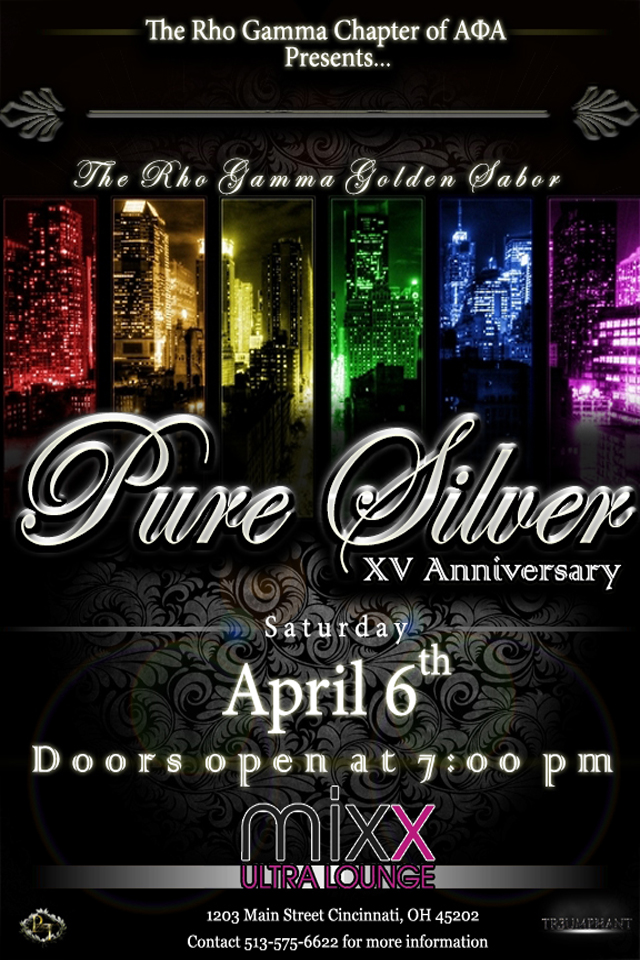 The Rho Gamma Chapter of ΑΦΑ
Presents...
The Rho Gamma Golden Sabor
Pure Silver
XV Anniversary
Saturday
April 6th
Doors open at 7:00 pm
mixx
ULTRA LOUNGE
1203 Main Street Cincinnati, OH 45202
Contact 513-575-6622 for more information
TR3UMPHANT